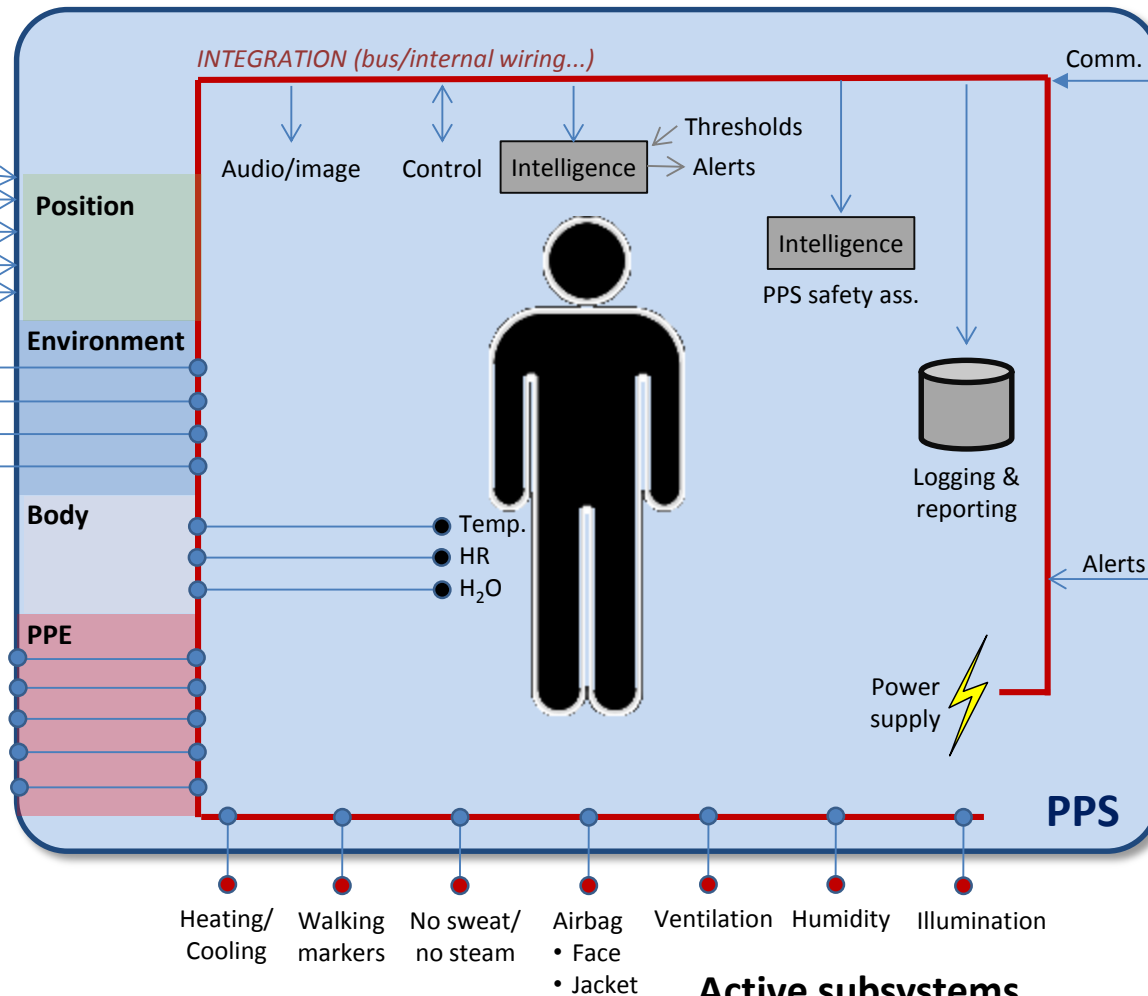 INTEGRATION (bus/internal wiring...)
Comm.
Thresholds
Audio/image
Control
Intelligence
Alerts
Position
Intelligence
PPS safety ass.
Environment
Logging &
reporting
Body
Temp.
HR
H₂O
Alerts
PPE
Power
supply
PPS
Heating/
Cooling
Walking
markers
No sweat/
no steam
Airbag
• Face
• Jacket
Ventilation
Humidity
Illumination
Active subsystems